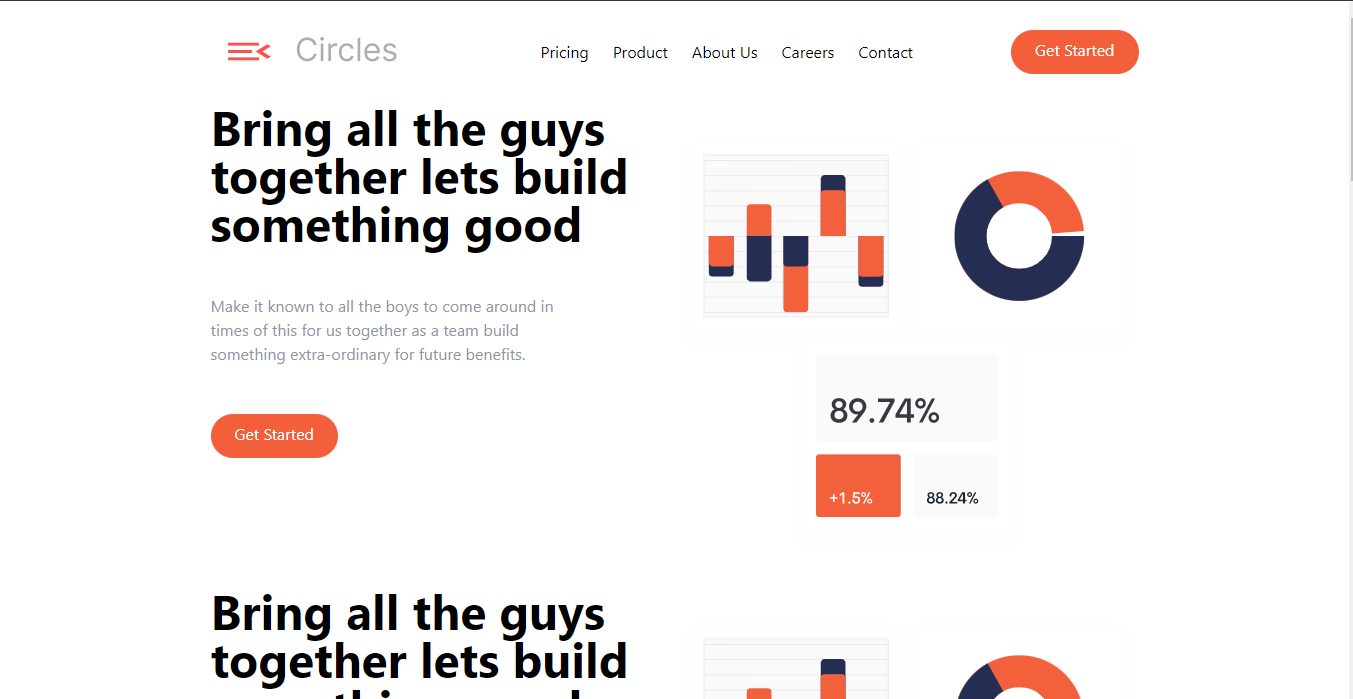 Circles
Pricing Product About Us Careers Contact
Get Started
Bring all the guys
together lets build
something good
Make it known to all the boys to come around in
times of this for us together as a team build
something extra-ordinary for future benefits.
Get Started
89.74%
+1.5%
88.24%
Bring all the guys
together lets build